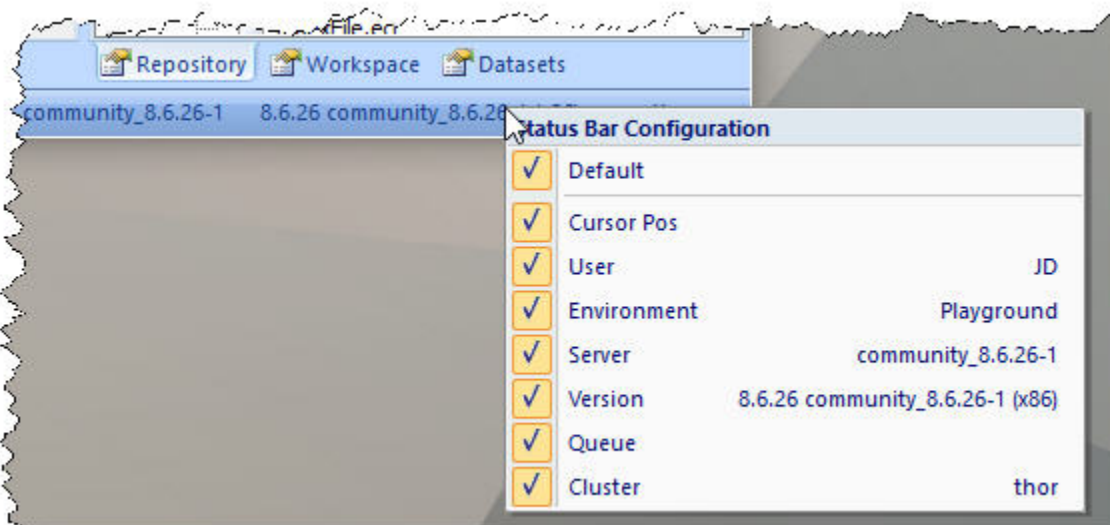 Repository Workspace Datasets
community_8.6.26-1 8.6.26 community_8.6.26
Status Bar Configuration
Default
Cursor Pos
User JD
Environment Playground
Server community_8.6.26-1
Version 8.6.26 community_8.6.26-1 (x86)
Queue
Cluster thor